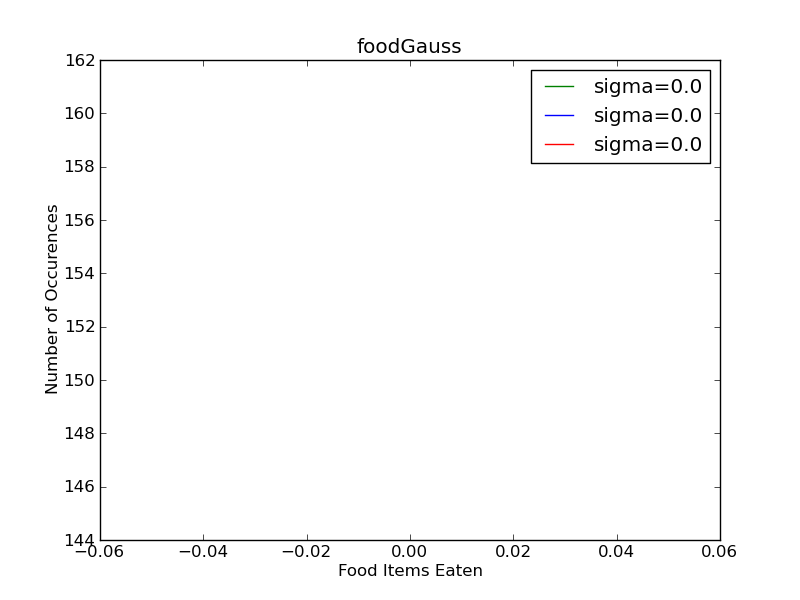 foodGauss
162
160
158
156
154
152
150
148
146
144
Number of Occurences
sigma=0.0
sigma=0.0
sigma=0.0
−0.06
−0.04
−0.02
0.00
0.02
0.04
0.06
Food Items Eaten